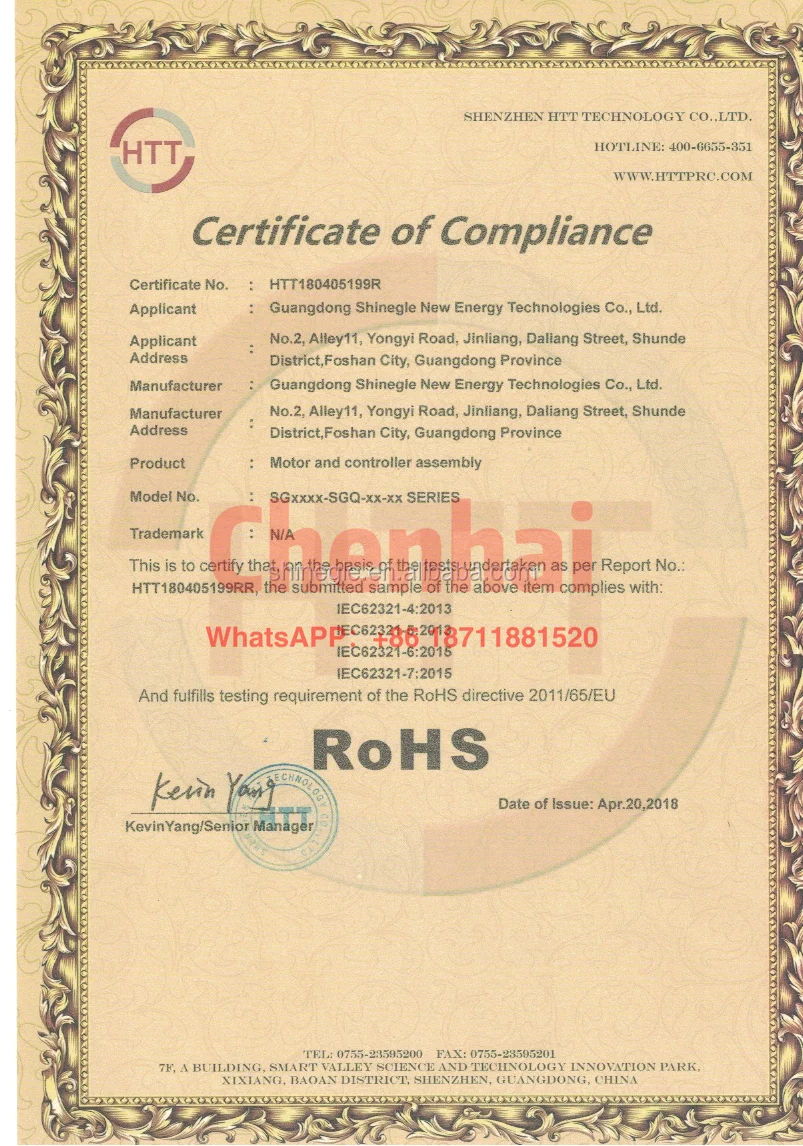 HTT
SHENZHEN HTT TECHNOLOGY CO.,LTD.
HOTLINE: 400-6655-351
WWW.HTTPRC.COM
Certificate of Compliance
Certificate No. : HTT180405199R
Applicant : Guangdong Shinegle New Energy Technologies Co., Ltd.
Applicant Address : No.2, Alley11, Yongyi Road, Jinliang, Daliang Street, Shunde
District,Foshan City, Guangdong Province
Manufacturer : Guangdong Shinegle New Energy Technologies Co., Ltd.
Manufacturer Address : No.2, Alley11, Yongyi Road, Jinliang, Daliang Street, Shunde
District,Foshan City, Guangdong Province
Product : Motor and controller assembly
Model No. : SGxxxx-SGQ-xx-xx SERIES
Trademark : N/A
Chenhai
This is to certify that, on the basis of the tests undertaken as per Report No.:
shinegle.en.alibaba.com
HTT180405199RR, the submitted sample of the above item complies with:
IEC62321-4:2013
IEC62321-5:2013
WhatsAPP: +86 18711881520
IEC62321-6:2015
IEC62321-7:2015
And fulfills testing requirement of the RoHS directive 2011/65/EU
RoHS
Kevin Yang
HTT
Date of Issue: Apr.20,2018
KevinYang/Senior Manager
TEL: 0755-23595200 FAX: 0755-23595201
7F, A BUILDING, SMART VALLEY SCIENCE AND TECHNOLOGY INNOVATION PARK,
XIXIANG, BAOAN DISTRICT, SHENZHEN, GUANGDONG, CHINA